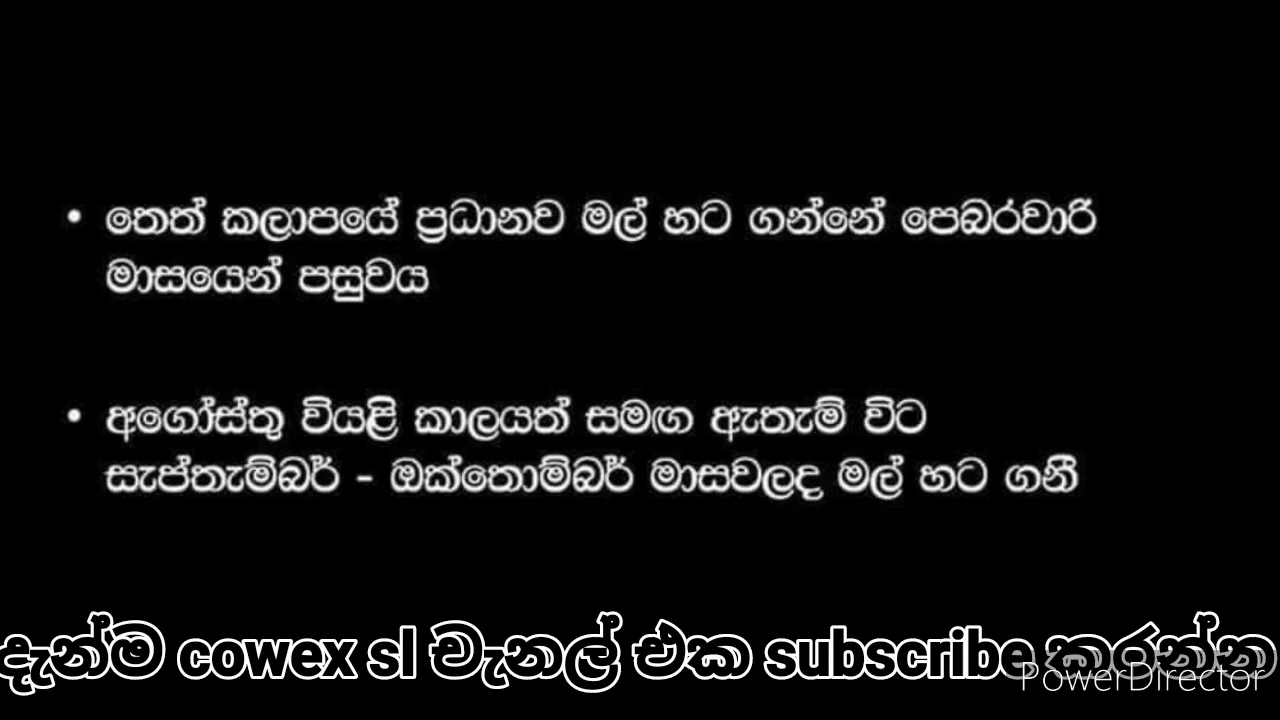 • තෙත් කලාපයේ ප්‍රධානව මල් හට ගන්නේ පෙබරවාරි
මාසයෙන් පසුවය
• අගෝස්තු වියළි කාලයත් සමඟ ඇතැම් විට
සැප්තැම්බර් - ඔක්තොම්බර් මාසවලද මල් හට ගනී
දැන්ම cowex sl චැනල් එක subscribe කරන්න
PowerDirector